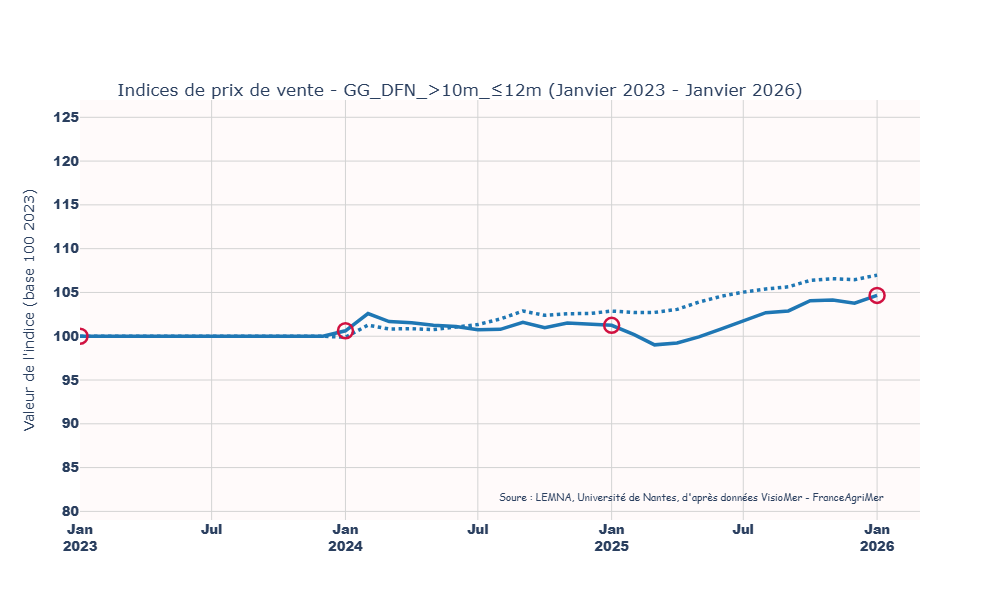 Indices de prix de vente - GG_DFN_>10m_≤12m (Janvier 2023 - Janvier 2026)
Valeur de l'indice (base 100 2023)
125
120
115
110
105
100
95
90
85
80
Soure : LEMNA, Université de Nantes, d'après données VisioMer - FranceAgriMer
Jan Jul Jan Jul Jan Jul Jan
2023 2024 2025 2026